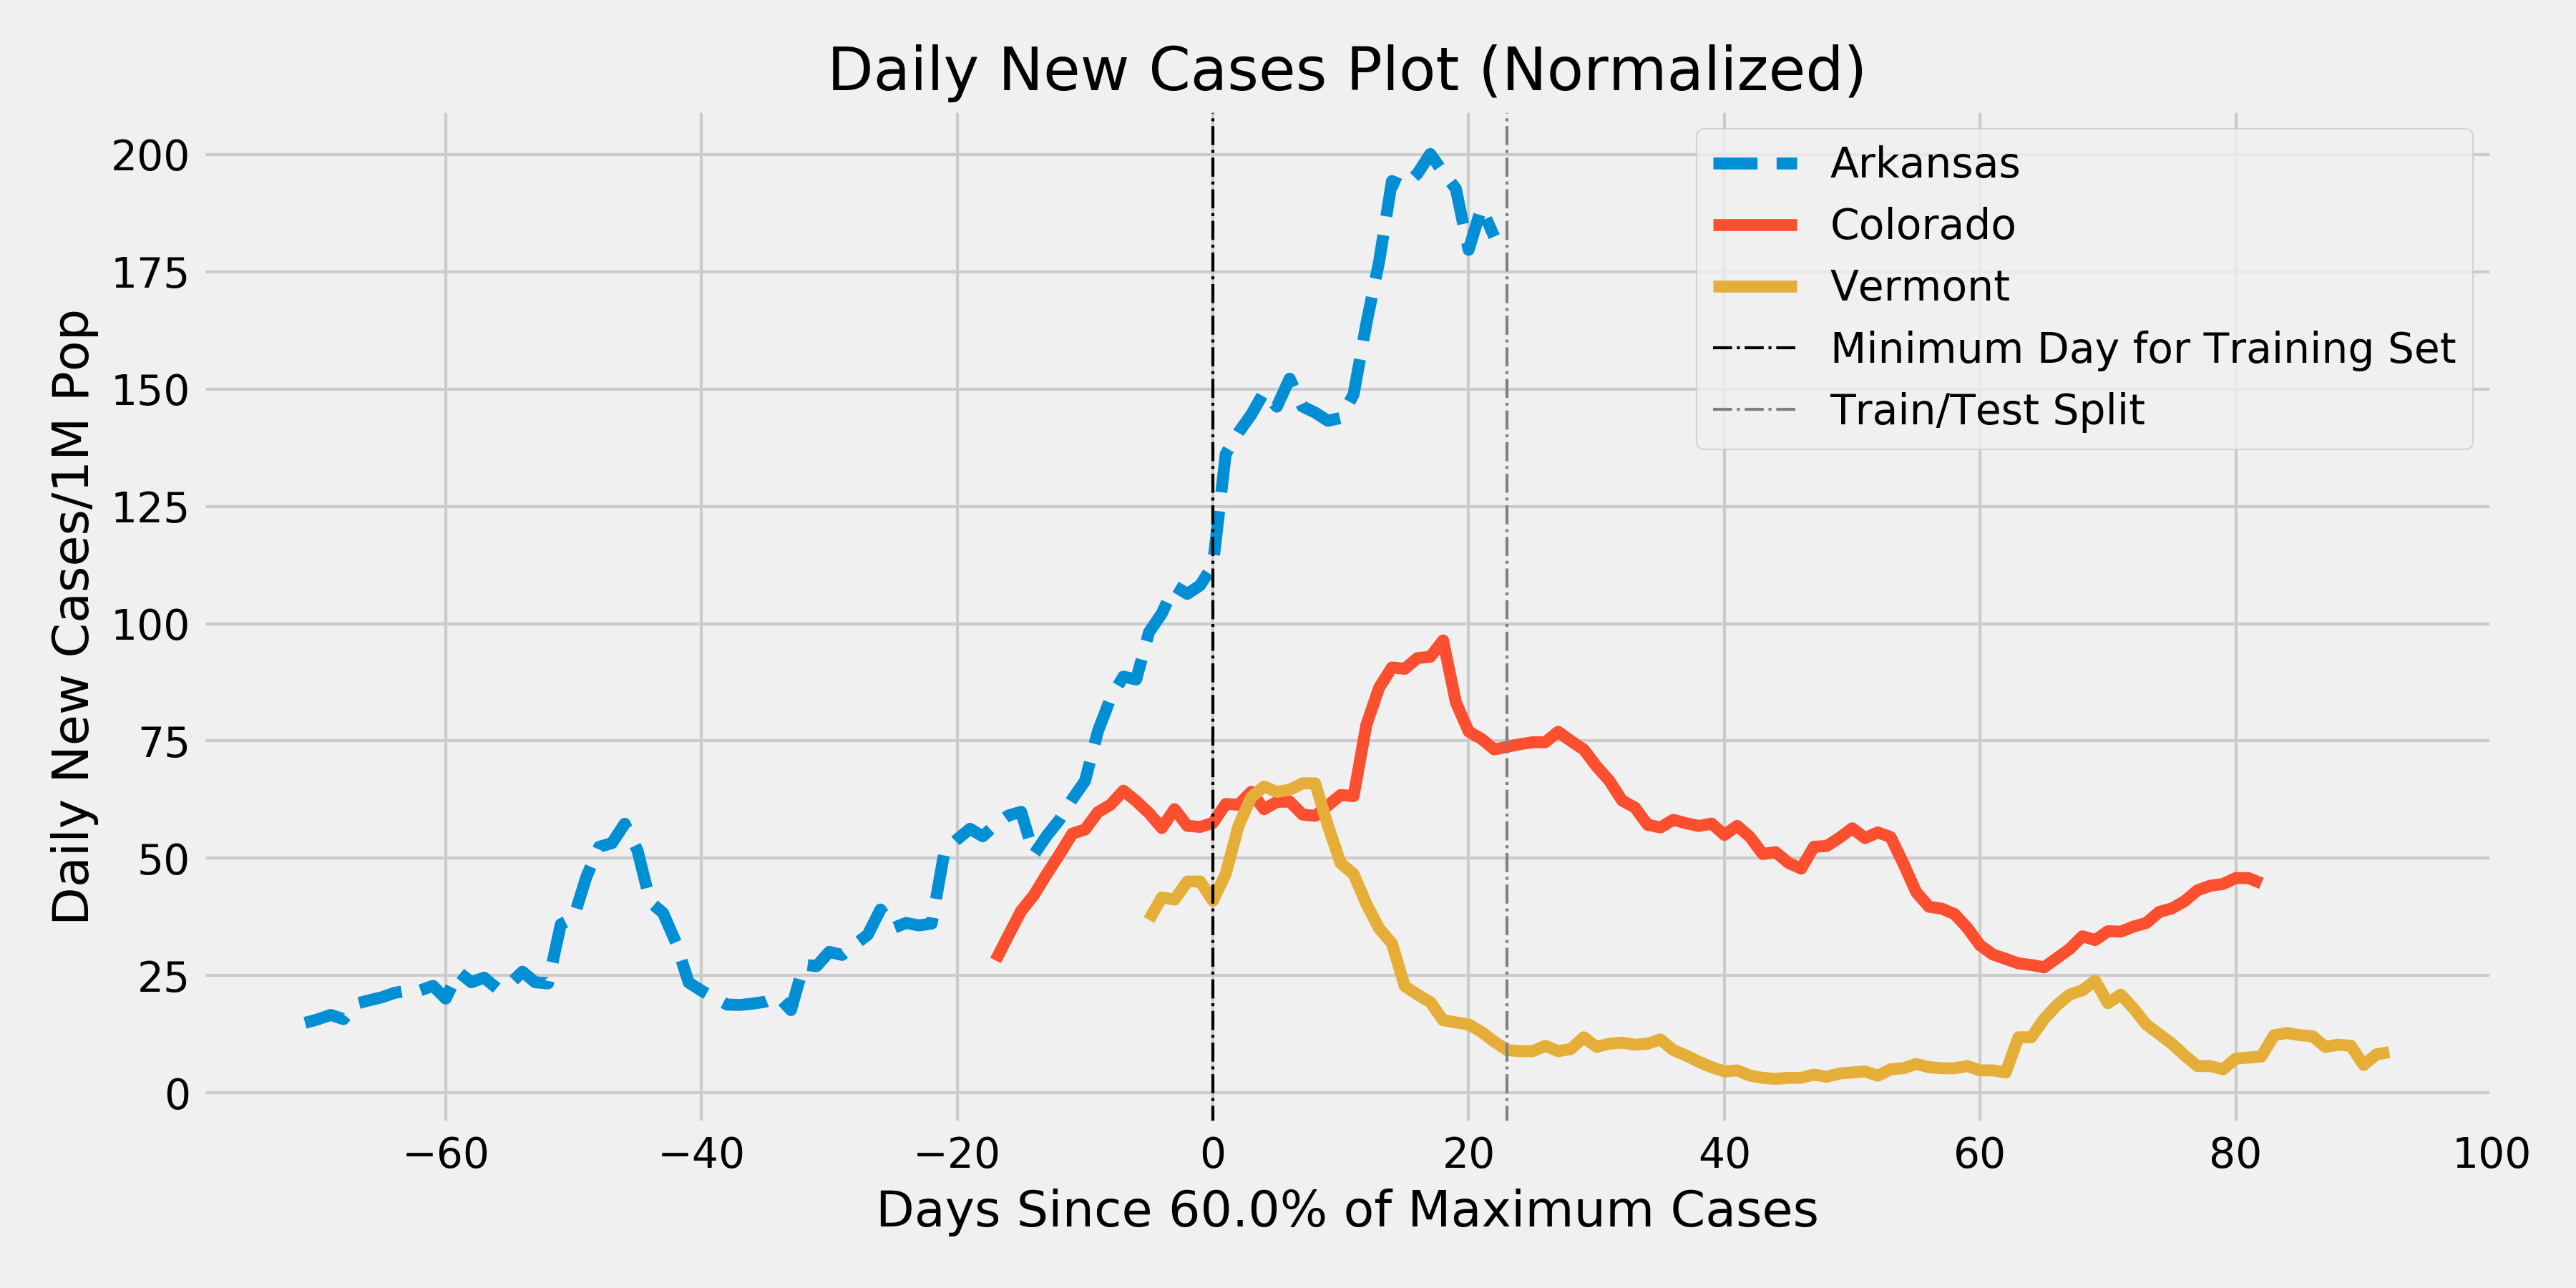 Daily New Cases Plot (Normalized)
200
175
150
125
100
75
50
25
0
Daily New Cases/1M Pop
Arkansas
Colorado
Vermont
Minimum Day for Training Set
Train/Test Split
−60 −40 −20 0 20 40 60 80 100
Days Since 60.0% of Maximum Cases